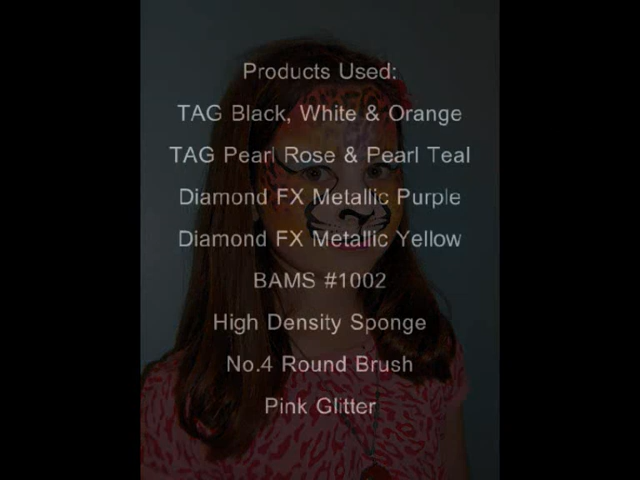 Products Used:
TAG Black, White & Orange
TAG Pearl Rose & Pearl Teal
Diamond FX Metallic Purple
Diamond FX Metallic Yellow
BAMS #1002
High Density Sponge
No.4 Round Brush
Pink Glitter